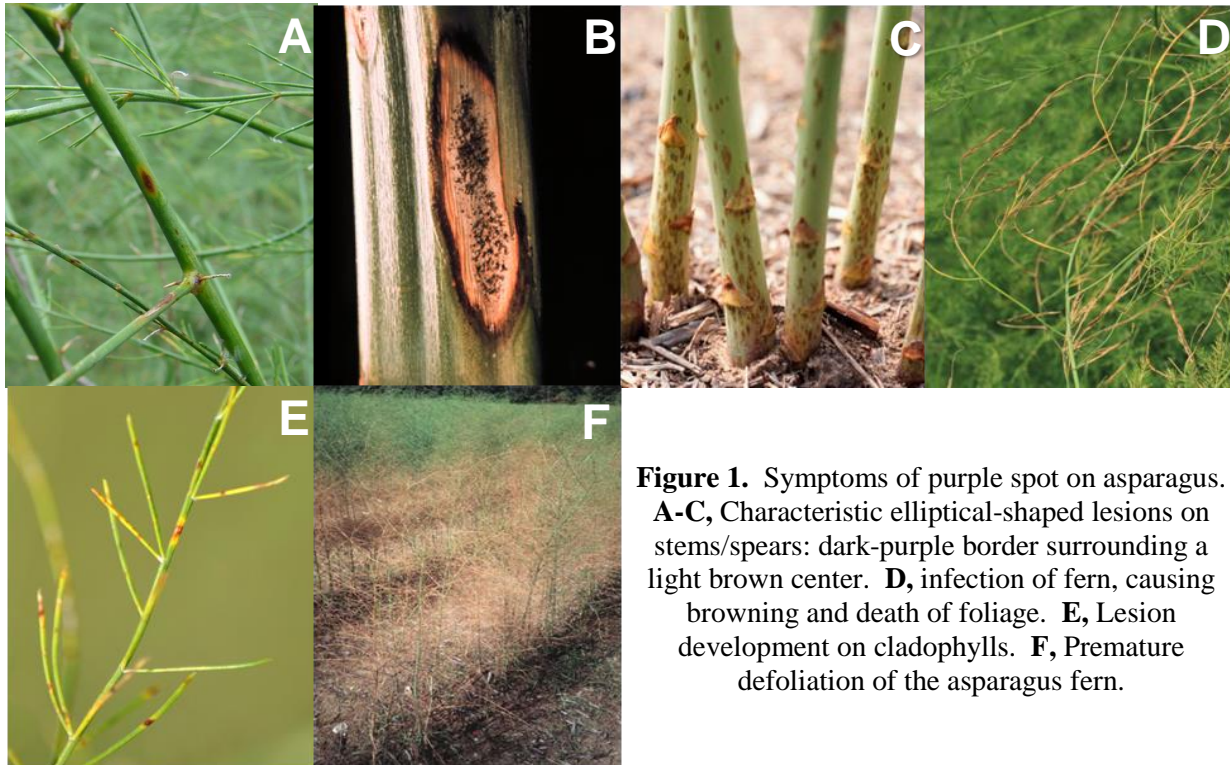 A
B
C
D
E
F
Figure 1. Symptoms of purple spot on asparagus.
A-C, Characteristic elliptical-shaped lesions on
stems/spears: dark-purple border surrounding a
light brown center. D, infection of fern, causing
browning and death of foliage. E, Lesion
development on cladophylls. F, Premature
defoliation of the asparagus fern.